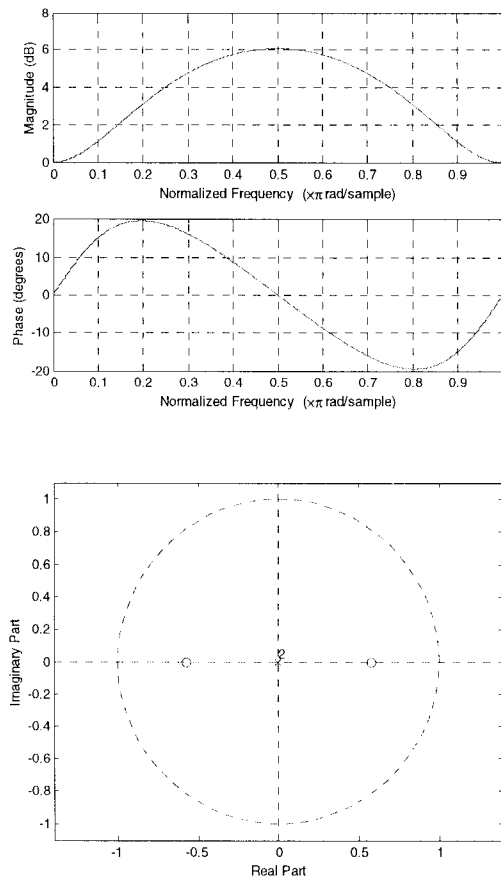 8
6
4
2
0
Magnitude (dB)
0 0.1 0.2 0.3 0.4 0.5 0.6 0.7 0.8 0.9
Normalized Frequency (×π rad/sample)
20
10
0
-10
-20
Phase (degrees)
0 0.1 0.2 0.3 0.4 0.5 0.6 0.7 0.8 0.9
Normalized Frequency (×π rad/sample)
1
0.8
0.6
0.4
0.2
0
-0.2
-0.4
-0.6
-0.8
-1
Imaginary Part
2
-1 -0.5 0 0.5 1
Real Part